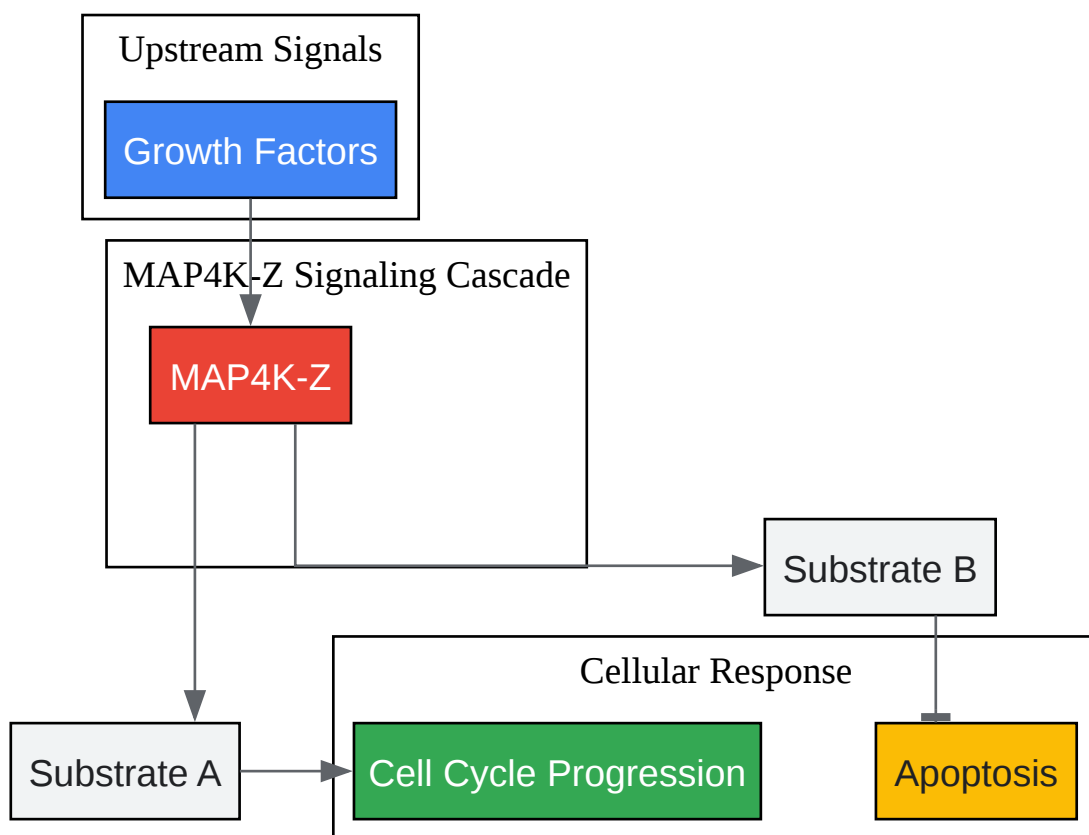 Upstream Signals
Growth Factors
MAP4K-Z Signaling Cascade
MAP4K-Z
Substrate B
Cellular Response
Substrate A
Cell Cycle Progression
Apoptosis